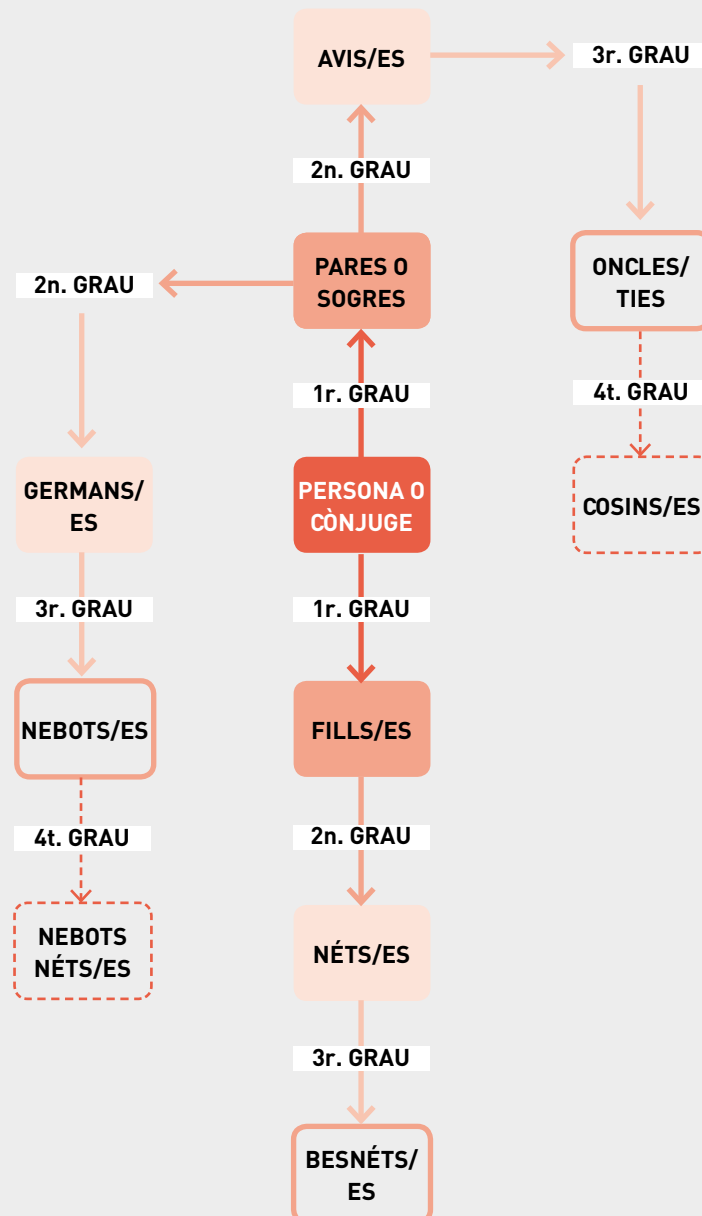 AVIS/ES
3r. GRAU
2n. GRAU
PARES O
SOGRES
ONCLES/
TIES
2n. GRAU
1r. GRAU
4t. GRAU
GERMANS/
ES
PERSONA O
CÒNJUGE
COSINS/ES
3r. GRAU
1r. GRAU
NEBOTS/ES
FILLS/ES
4t. GRAU
2n. GRAU
NEBOTS
NÉTS/ES
NÉTS/ES
3r. GRAU
BESNÉTS/
ES